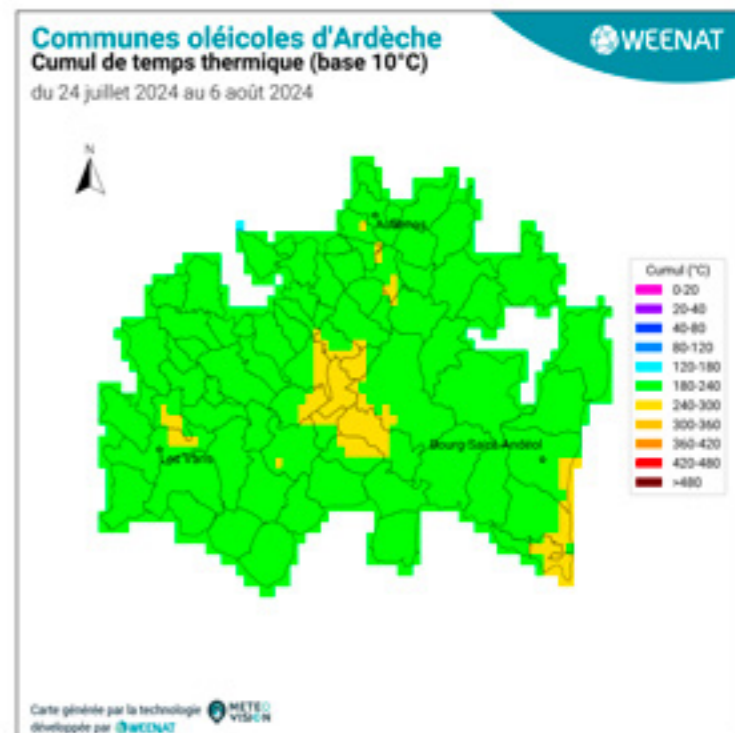 Communes oléicoles d'Ardèche
Cumul de temps thermique (base 10°C)
du 24 juillet 2024 au 6 août 2024
WEENAT
N
Aubenas
Bourg-Saint-Andéol
Les Vans
Cumul (°C)
0-20
20-40
40-80
80-120
120-180
180-240
240-300
300-360
360-420
420-480
>480
Carte générée par la technologie METEO VISION
développée par WEENAT